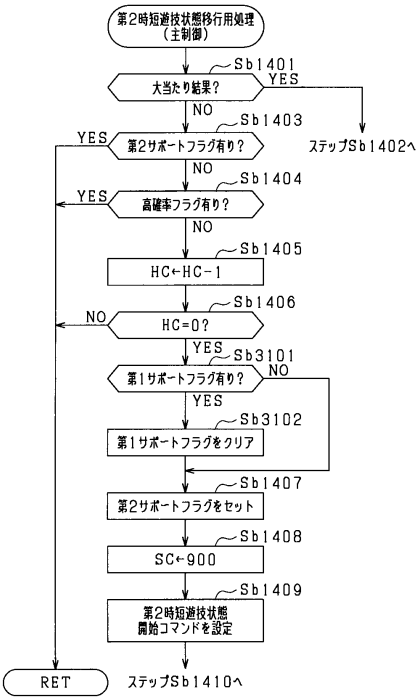 第2時短遊技状態移行用処理
(主制御)
Sb1401
大当たり結果?
YES
NO
Sb1403
YES
第2サポートフラグ有り?
ステップSb1402へ
NO
Sb1404
YES
高確率フラグ有り?
NO
Sb1405
HC←HC-1
Sb1406
NO
HC=0?
YES
Sb3101
NO
第1サポートフラグ有り?
YES
Sb3102
第1サポートフラグをクリア
Sb1407
第2サポートフラグをセット
Sb1408
SC←900
Sb1409
第2時短遊技状態
開始コマンドを設定
RET
ステップSb1410へ